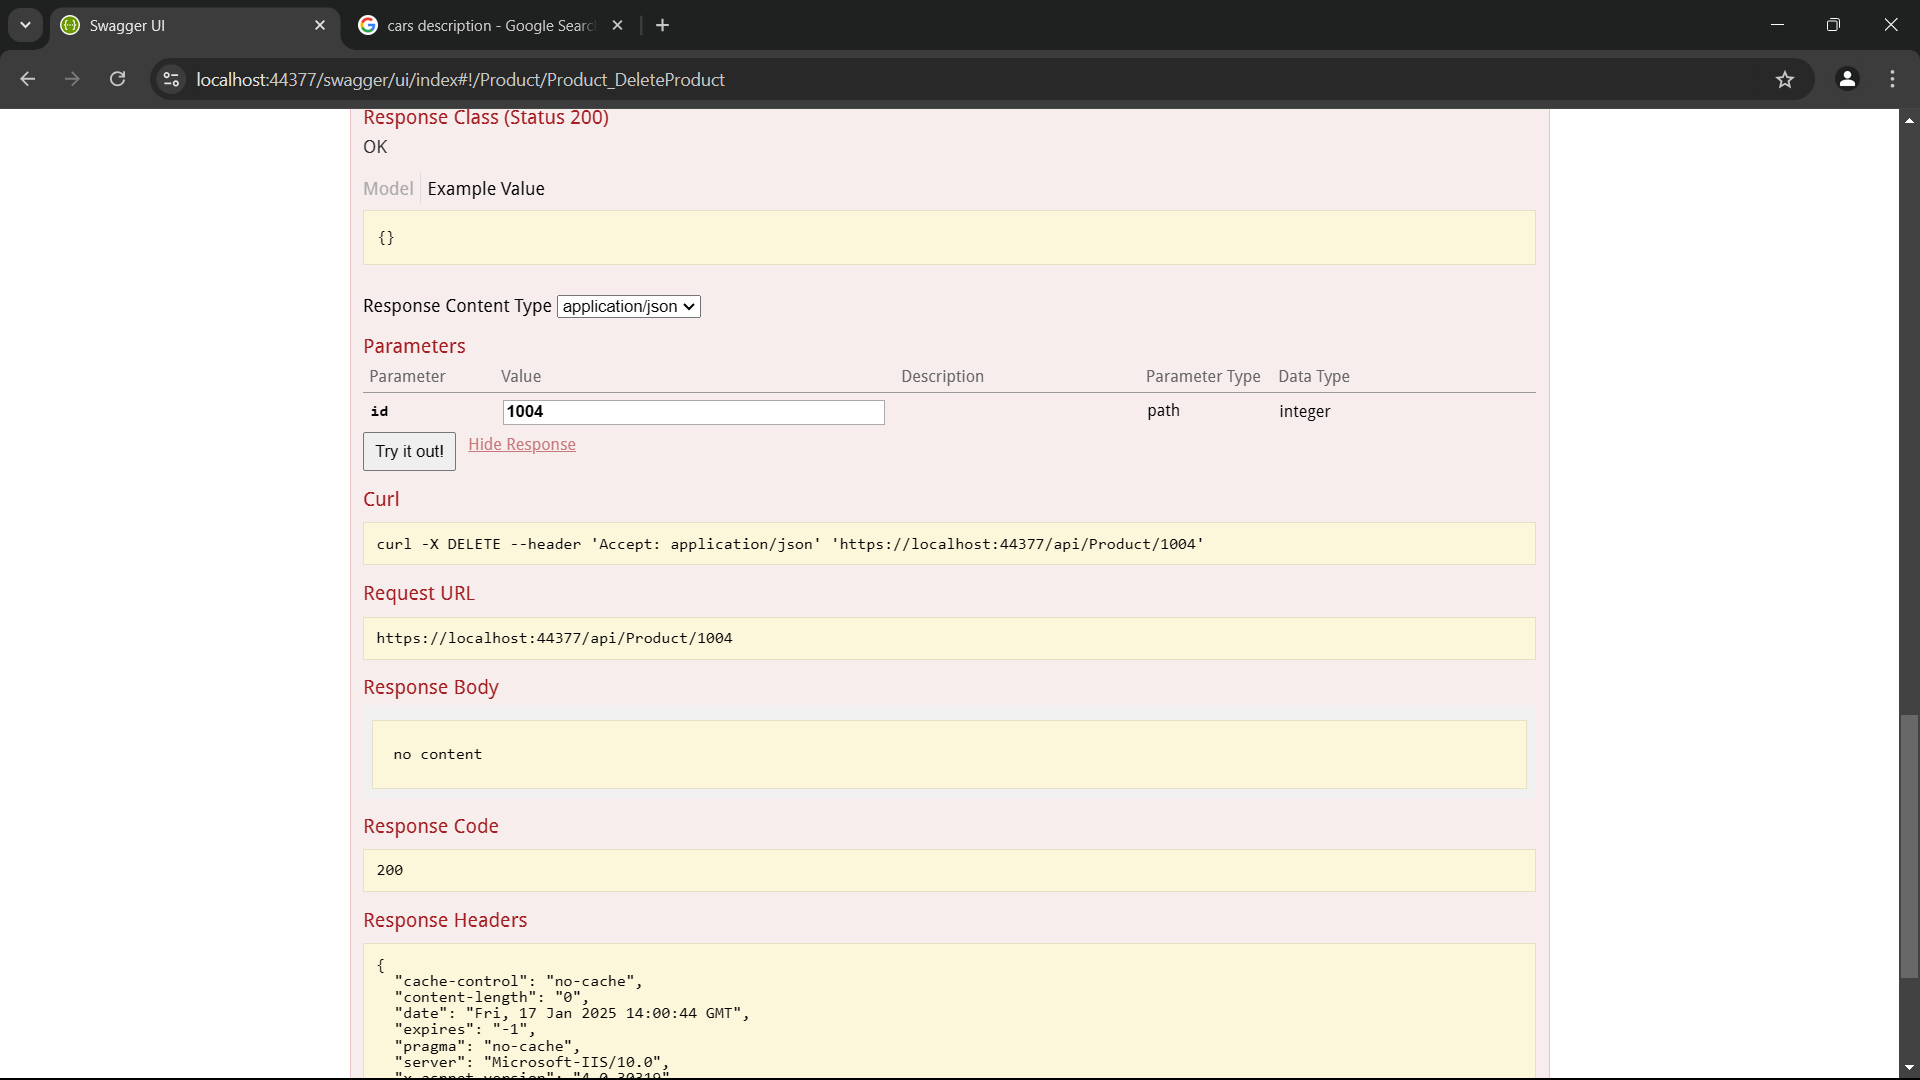 Swagger UI
cars description - Google Searc
localhost:44377/swagger/ui/index#!/Product/Product_DeleteProduct
Response Class (Status 200)
OK
Model Example Value
{}
Response Content Type application/json
Parameters
Parameter Value Description Parameter Type Data Type
id 1004 path integer
Try it out! Hide Response
Curl
curl -X DELETE --header 'Accept: application/json' 'https://localhost:44377/api/Product/1004'
Request URL
https://localhost:44377/api/Product/1004
Response Body
no content
Response Code
200
Response Headers
{
"cache-control": "no-cache",
"content-length": "0",
"date": "Fri, 17 Jan 2025 14:00:44 GMT",
"expires": "-1",
"pragma": "no-cache",
"server": "Microsoft-IIS/10.0",
"x-aspnet-version": "4.0.30319"